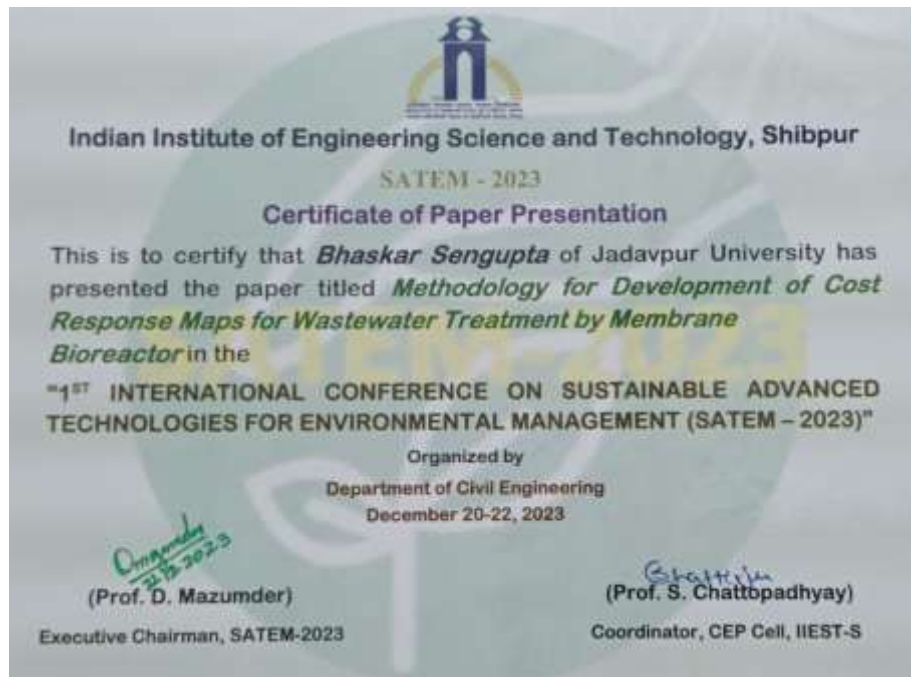 Indian Institute of Engineering Science and Technology, Shibpur
SATEM - 2023
Certificate of Paper Presentation
This is to certify that Bhaskar Sengupta of Jadavpur University has
presented the paper titled Methodology for Development of Cost
Response Maps for Wastewater Treatment by Membrane
Bioreactor in the
SATEM-2023
"1ST INTERNATIONAL CONFERENCE ON SUSTAINABLE ADVANCED
TECHNOLOGIES FOR ENVIRONMENTAL MANAGEMENT (SATEM – 2023)"
Organized by
Department of Civil Engineering
December 20-22, 2023
(Prof. D. Mazumder)
(Prof. S. Chattopadhyay)
Executive Chairman, SATEM-2023
Coordinator, CEP Cell, IIEST-S